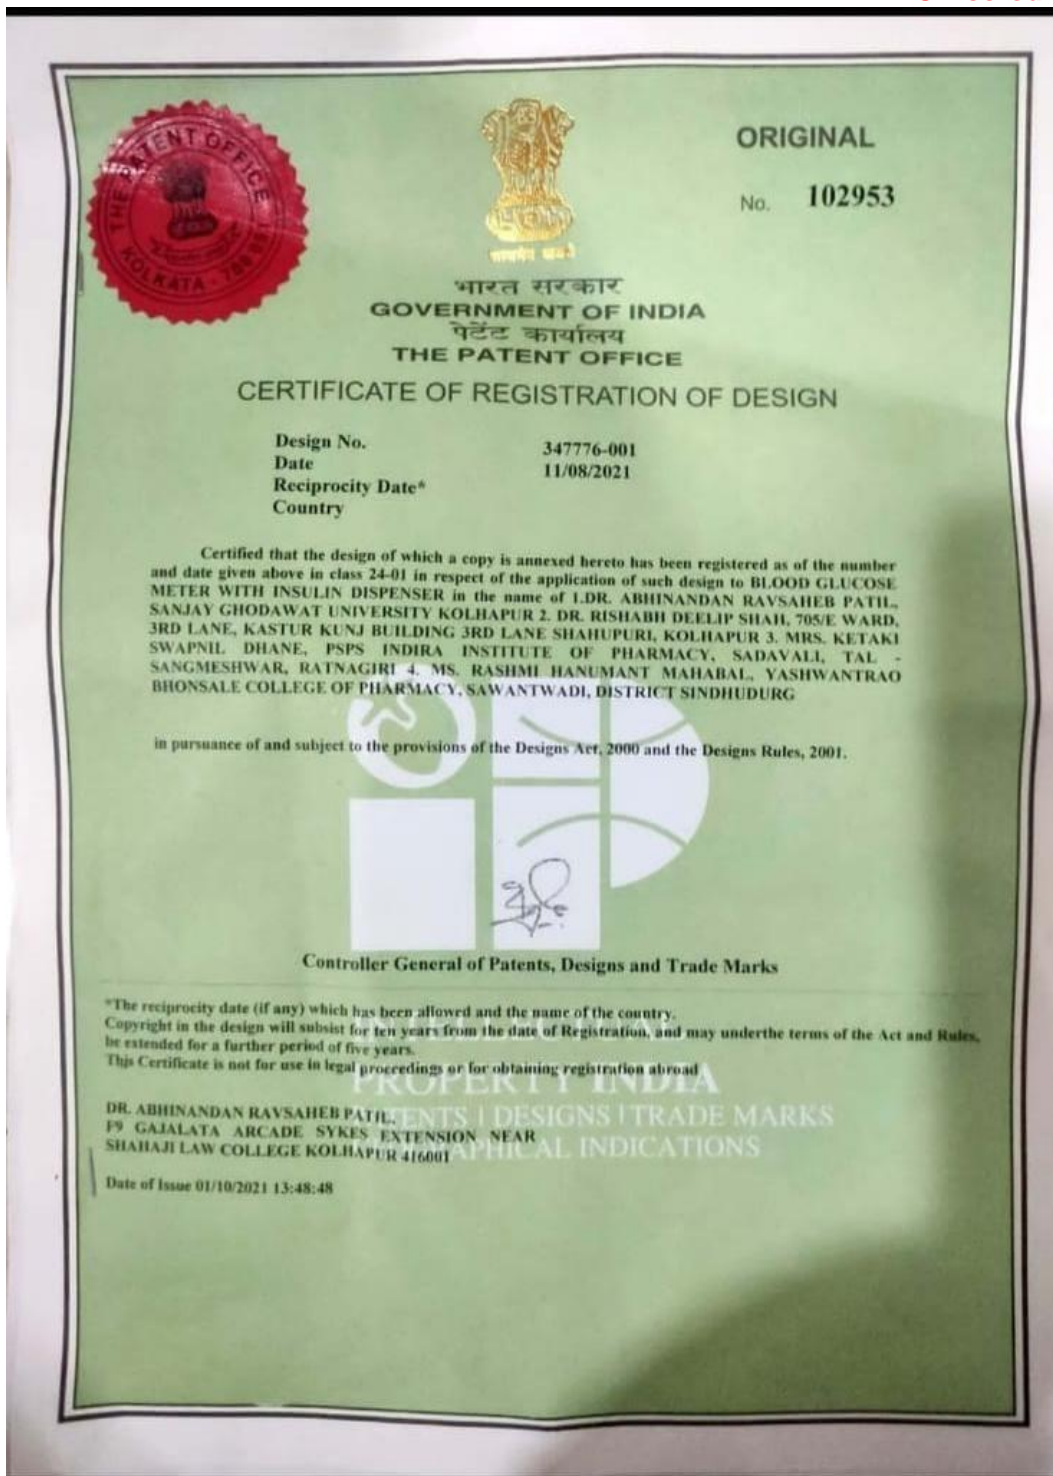 THE PATENT OFFICE
KOLKATA - 700
सत्यमेव जयते
ORIGINAL
No. 102953
भारत सरकार
GOVERNMENT OF INDIA
पेटेंट कार्यालय
THE PATENT OFFICE
CERTIFICATE OF REGISTRATION OF DESIGN
Design No. 347776-001
Date 11/08/2021
Reciprocity Date*
Country
Certified that the design of which a copy is annexed hereto has been registered as of the number
and date given above in class 24-01 in respect of the application of such design to BLOOD GLUCOSE
METER WITH INSULIN DISPENSER in the name of 1.DR. ABHINANDAN RAVSAHEB PATIL,
SANJAY GHODAWAT UNIVERSITY KOLHAPUR 2. DR. RISHABH DEELIP SHAH, 705/E WARD,
3RD LANE, KASTUR KUNJ BUILDING 3RD LANE SHAHUPURI, KOLHAPUR 3. MRS. KETAKI
SWAPNIL DHANE, PSPS INDIRA INSTITUTE OF PHARMACY, SADAVALI, TAL -
SANGMESHWAR, RATNAGIRI 4. MS. RASHMI HANUMANT MAHABAL, YASHWANTRAO
BHONSALE COLLEGE OF PHARMACY, SAWANTWADI, DISTRICT SINDHUDURG
in pursuance of and subject to the provisions of the Designs Act, 2000 and the Designs Rules, 2001.
Controller General of Patents, Designs and Trade Marks
*The reciprocity date (if any) which has been allowed and the name of the country.
Copyright in the design will subsist for ten years from the date of Registration, and may underthe terms of the Act and Rules,
be extended for a further period of five years.
This Certificate is not for use in legal proceedings or for obtaining registration abroad
PROPERTY INDIA
DR. ABHINANDAN RAVSAHEB PATIL,
DESIGNS | TRADE MARKS
F9 GAJALATA ARCADE SYKES EXTENSION NEAR
SHAHAJI LAW COLLEGE KOLHAPUR 416001
INDICATIONS
Date of Issue 01/10/2021 13:48:48